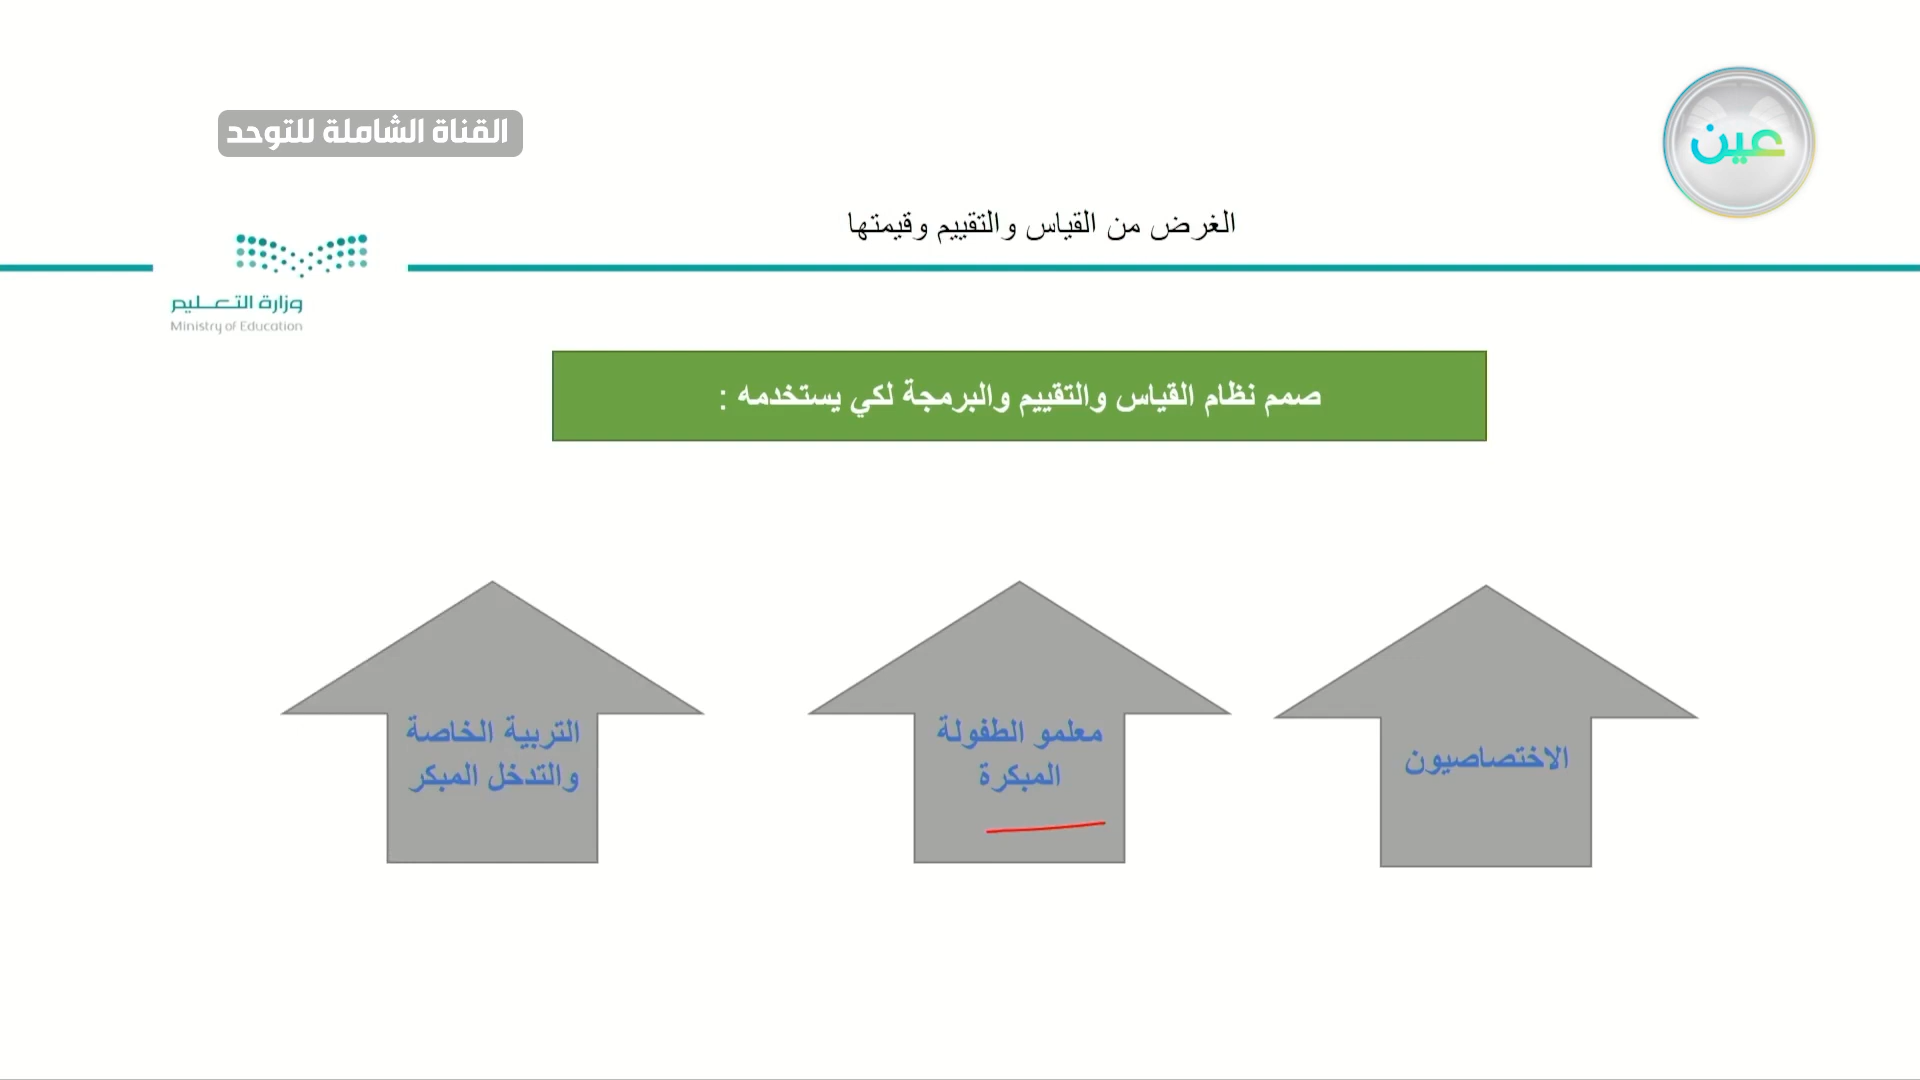 القناة الشاملة للتوحد
عين
الغرض من القياس والتقييم وقيمتها
وزارة التعليم
Ministry of Education
صمم نظام القياس والتقييم والبرمجة لكي يستخدمه :
الاختصاصيون
معلمو الطفولة
المبكرة
التربية الخاصة
والتدخل المبكر